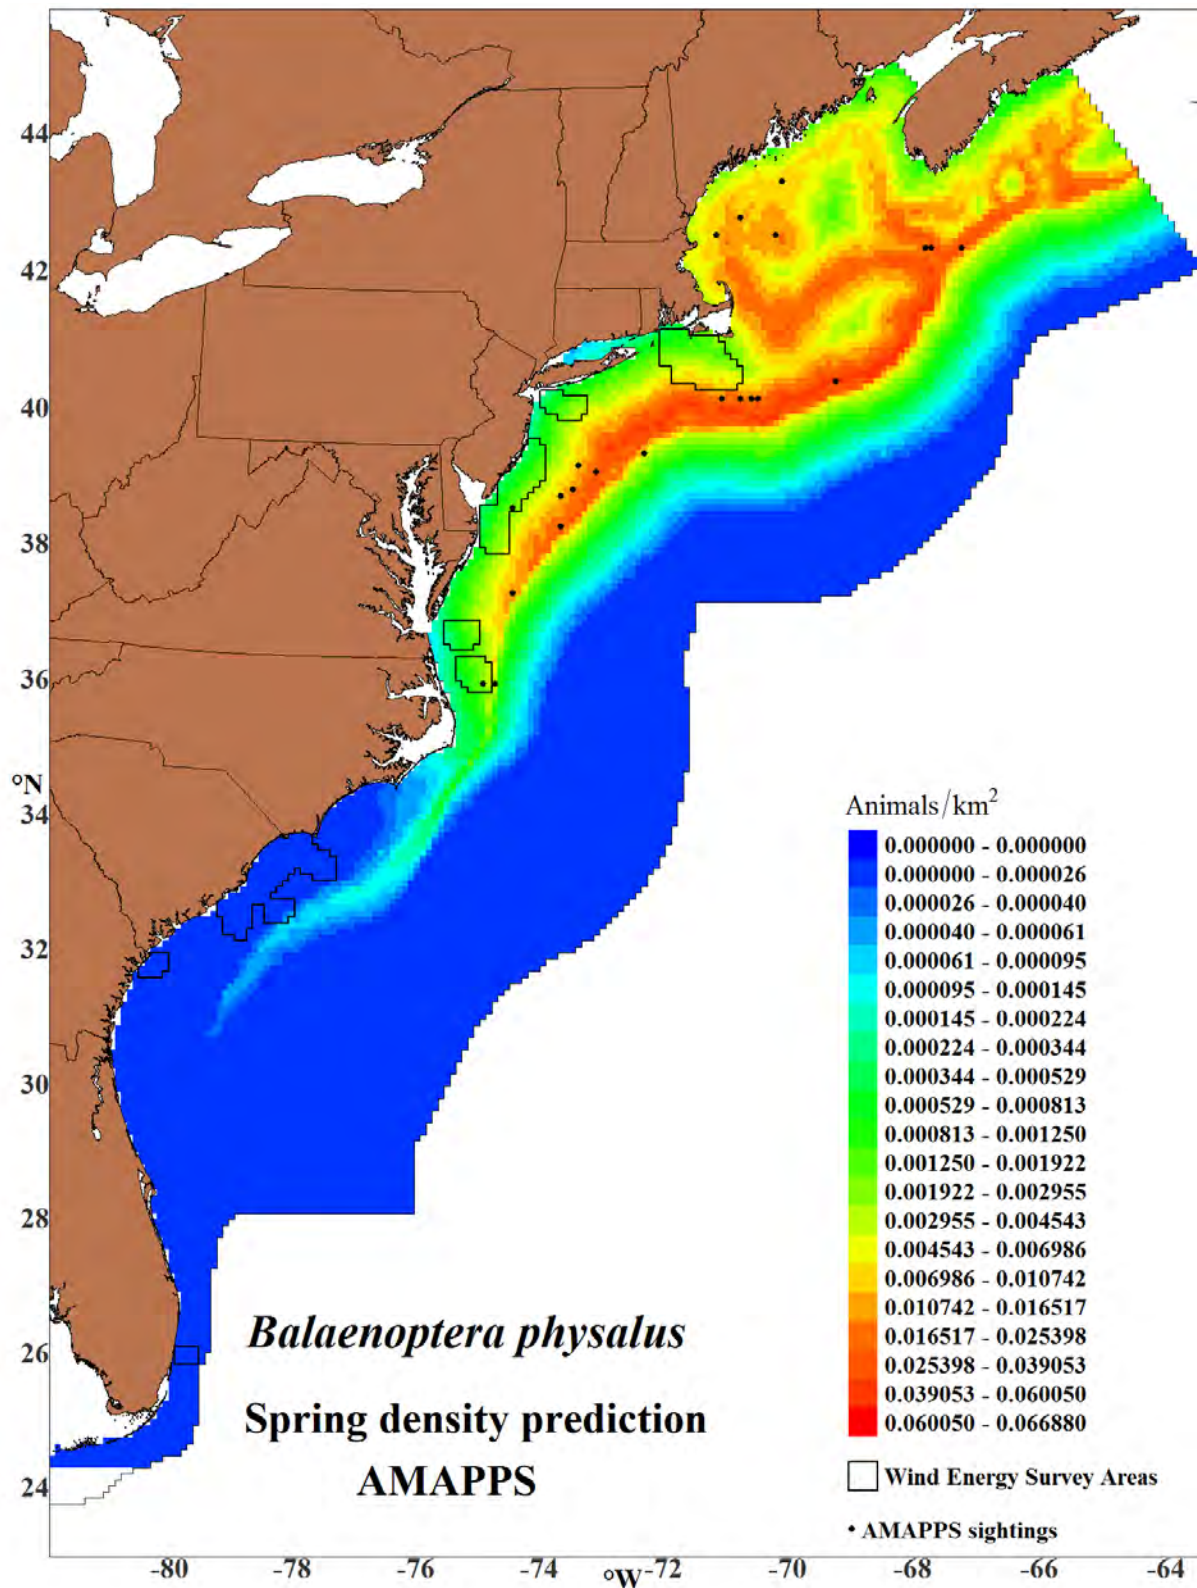 44
42
40
38
36
°N
34
32
30
28
26
24
Animals/km²
0.000000 - 0.000000
0.000000 - 0.000026
0.000026 - 0.000040
0.000040 - 0.000061
0.000061 - 0.000095
0.000095 - 0.000145
0.000145 - 0.000224
0.000224 - 0.000344
0.000344 - 0.000529
0.000529 - 0.000813
0.000813 - 0.001250
0.001250 - 0.001922
0.001922 - 0.002955
0.002955 - 0.004543
0.004543 - 0.006986
0.006986 - 0.010742
0.010742 - 0.016517
0.016517 - 0.025398
0.025398 - 0.039053
0.039053 - 0.060050
0.060050 - 0.066880
Wind Energy Survey Areas
AMAPPS sightings
Balaenoptera physalus
Spring density prediction
AMAPPS
-80 -78 -76 -74 °W -72 -70 -68 -66 -64